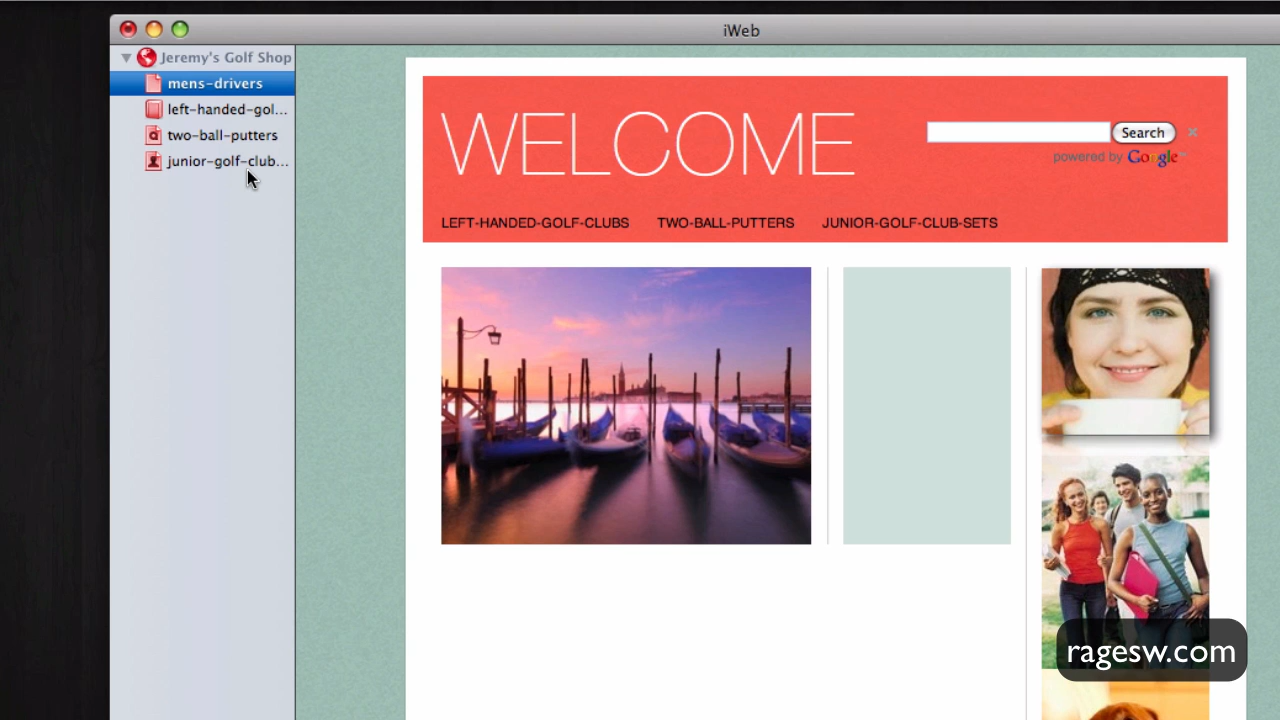 iWeb
Jeremy's Golf Shop
mens-drivers
left-handed-gol...
two-ball-putters
junior-golf-club...
WELCOME
Search
powered by Google™
LEFT-HANDED-GOLF-CLUBS TWO-BALL-PUTTERS JUNIOR-GOLF-CLUB-SETS
ragesw.com